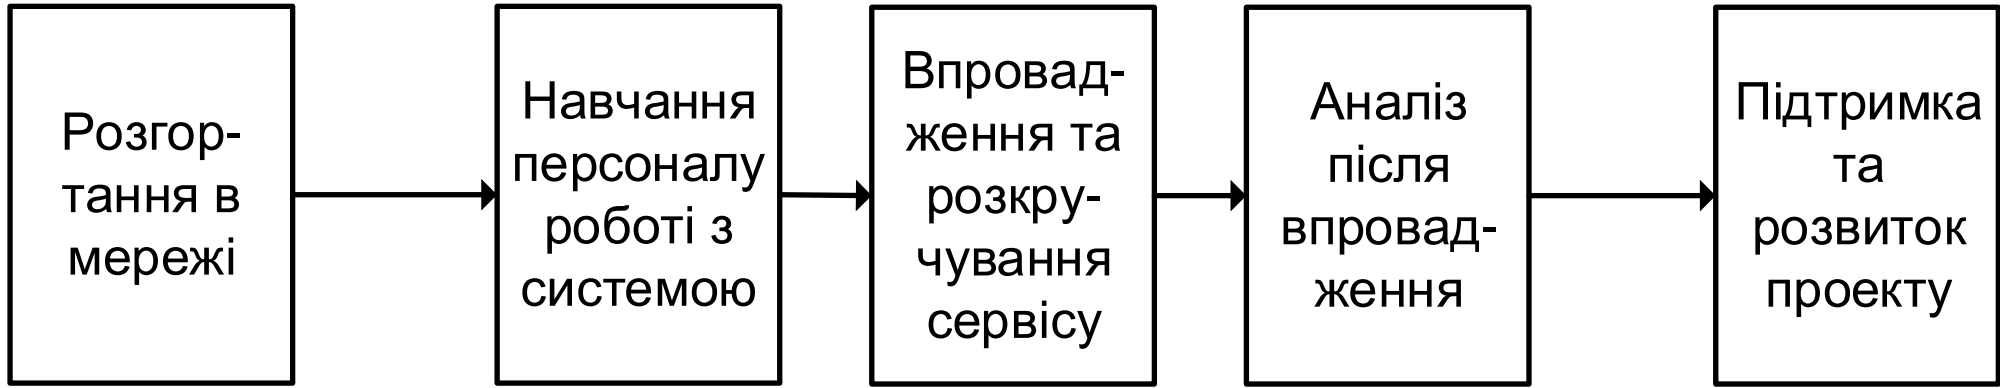 Розгор-
тання в
мережі
Навчання
персоналу
роботі з
системою
Впровад-
ження та
розкру-
чування
сервісу
Аналіз
після
впровад-
ження
Підтримка
та
розвиток
проекту